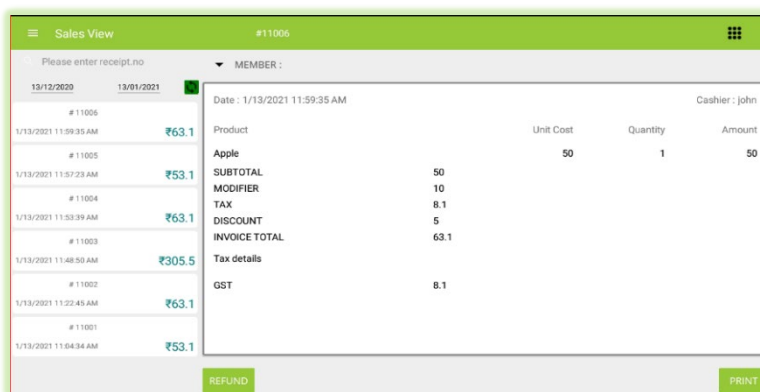 Sales View
#11006
Please enter receipt.no
13/12/2020 13/01/2021
# 11006
1/13/2021 11:59:35 AM ₹63.1
# 11005
1/13/2021 11:57:23 AM ₹53.1
# 11004
1/13/2021 11:53:39 AM ₹63.1
# 11003
1/13/2021 11:48:50 AM ₹305.5
# 11002
1/13/2021 11:22:45 AM ₹63.1
# 11001
1/13/2021 11:04:34 AM ₹53.1
MEMBER :
Date : 1/13/2021 11:59:35 AM Cashier : john
Product Unit Cost Quantity Amount
Apple 50 1 50
SUBTOTAL 50
MODIFIER 10
TAX 8.1
DISCOUNT 5
INVOICE TOTAL 63.1
Tax details
GST 8.1
REFUND PRINT